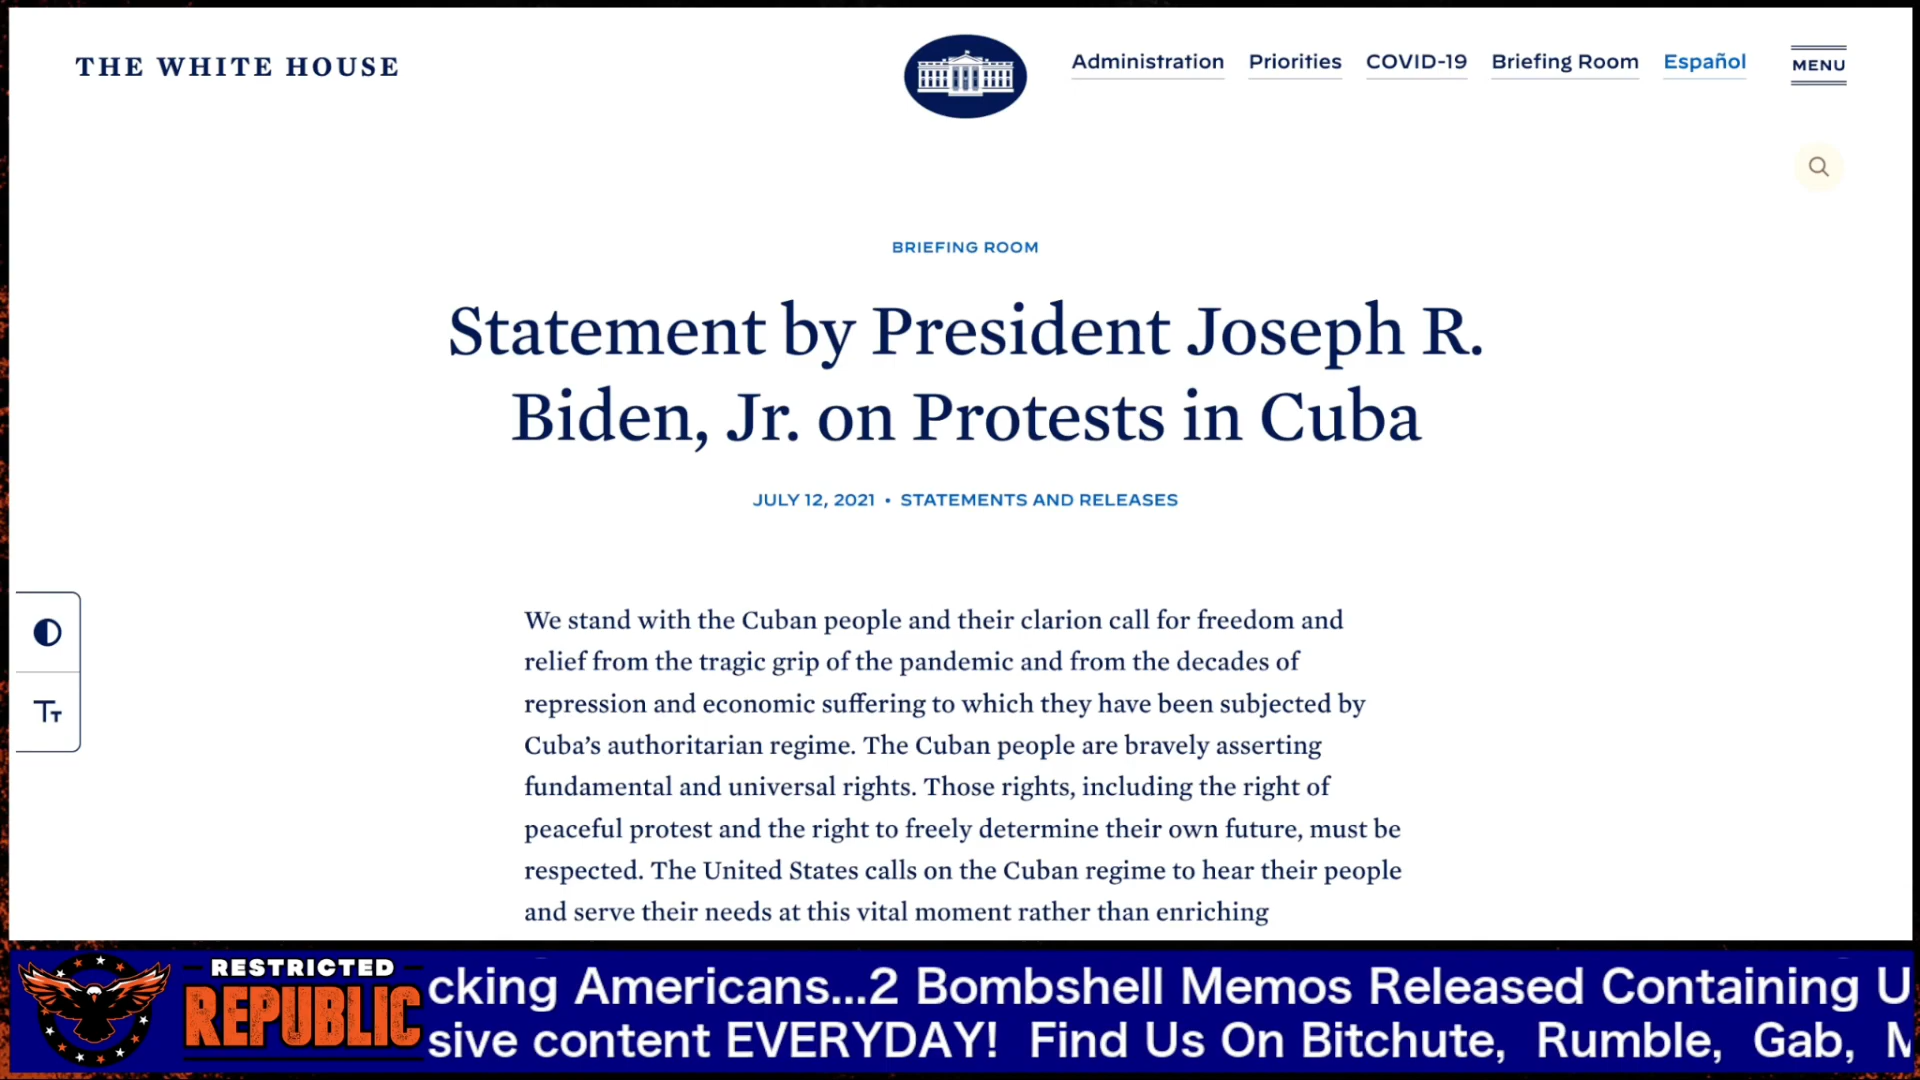 THE WHITE HOUSE
Administration Priorities COVID-19 Briefing Room Español MENU
BRIEFING ROOM
Statement by President Joseph R.
Biden, Jr. on Protests in Cuba
JULY 12, 2021 • STATEMENTS AND RELEASES
We stand with the Cuban people and their clarion call for freedom and
relief from the tragic grip of the pandemic and from the decades of
repression and economic suffering to which they have been subjected by
Cuba’s authoritarian regime. The Cuban people are bravely asserting
fundamental and universal rights. Those rights, including the right of
peaceful protest and the right to freely determine their own future, must be
respected. The United States calls on the Cuban regime to hear their people
and serve their needs at this vital moment rather than enriching
Tт
RESTRICTED
REPUBLIC
cking Americans...2 Bombshell Memos Released Containing U
sive content EVERYDAY! Find Us On Bitchute, Rumble, Gab, M